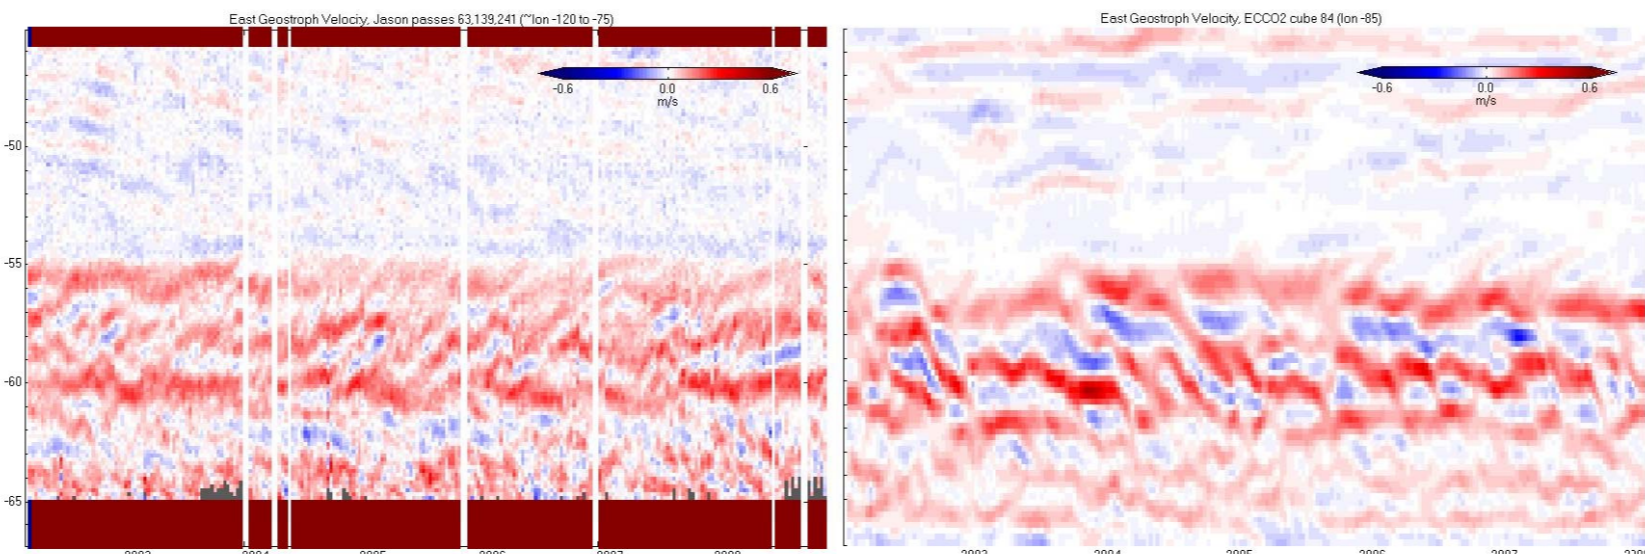 East Geostroph Velociy, Jason passes 63,139,241 (~lon -120 to -75)
-0.6 0.0 0.6
m/s
-50
-55
-60
-65
2003 2004 2005 2006 2007 2008
East Geostroph Velocity, ECCO2 cube 84 (lon -85)
-0.6 0.0 0.6
m/s
2003 2004 2005 2006 2007